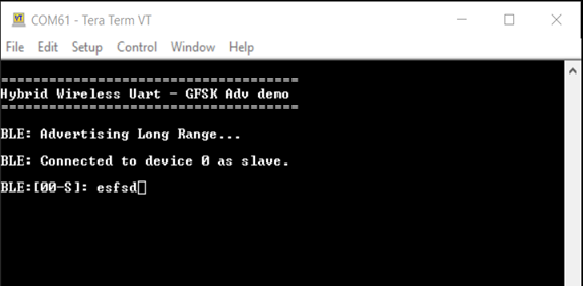 COM61 - Tera Term VT
File Edit Setup Control Window Help
=====================================
Hybrid Wireless Uart - GFSK Adv demo
=====================================
BLE: Advertising Long Range...
BLE: Connected to device 0 as slave.
BLE:[00-S]: esfsd